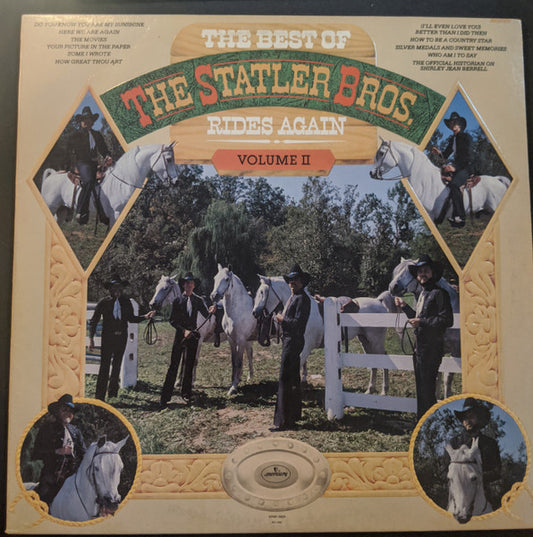 DO YOU KNOW YOU ARE MY SUNSHINE
HERE WE ARE AGAIN
THE MOVIES
YOUR PICTURE IN THE PAPER
SOME I WROTE
HOW GREAT THOU ART
THE BEST OF
THE STATLER BROS.
RIDES AGAIN
VOLUME II
(I'LL EVEN LOVE YOU)
BETTER THAN I DID THEN
HOW TO BE A COUNTRY STAR
SILVER MEDALS AND SWEET MEMORIES
WHO AM I TO SAY
THE OFFICIAL HISTORIAN ON
SHIRLEY JEAN BERRELL
mercury